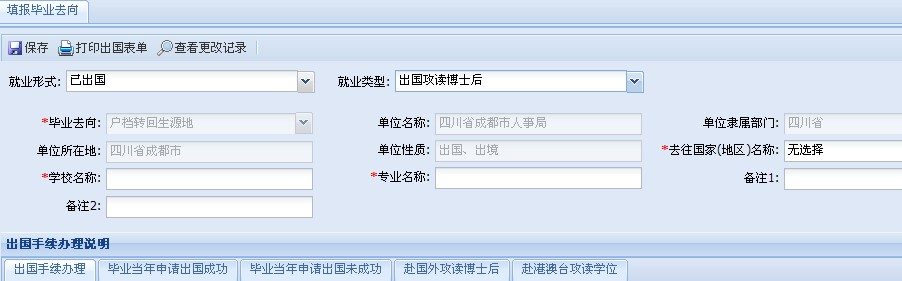 填报毕业去向
保存 打印出国表单 查看更改记录
就业形式: 已出国 就业类型: 出国攻读博士后
*毕业去向: 户档转回生源地 单位名称: 四川省成都市人事局 单位隶属部门: 四川省
单位所在地: 四川省成都市 单位性质: 出国、出境 *去往国家(地区)名称: 无选择
*学校名称: *专业名称: 备注1:
备注2:
出国手续办理说明
出国手续办理 毕业当年申请出国成功 毕业当年申请出国未成功 赴国外攻读博士后 赴港澳台攻读学位